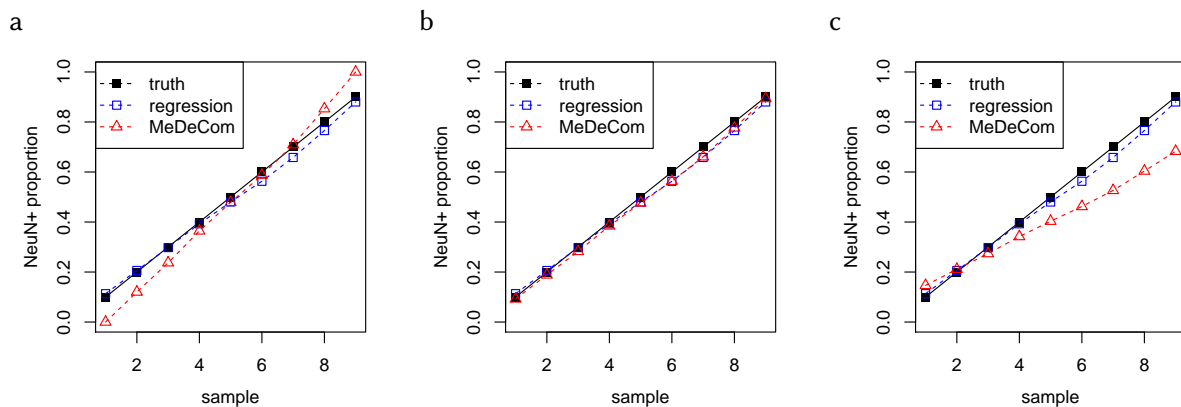 a
truth
regression
MeDeCom
NeuN+ proportion
1.0
0.8
0.6
0.4
0.2
0.0
2 4 6 8
sample
b
truth
regression
MeDeCom
NeuN+ proportion
1.0
0.8
0.6
0.4
0.2
0.0
2 4 6 8
sample
c
truth
regression
MeDeCom
NeuN+ proportion
1.0
0.8
0.6
0.4
0.2
0.0
2 4 6 8
sample